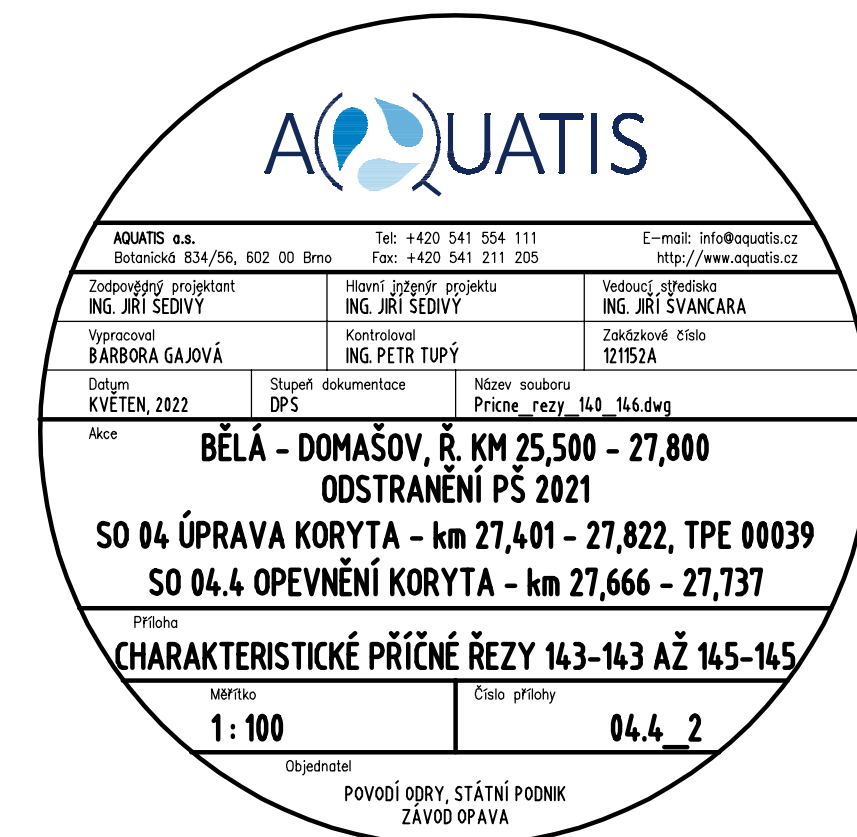 AQUATIS
AQUATIS a.s. Tel: +420 541 554 111 E-mail: info@aquatis.cz
Botanická 834/56, 602 00 Brno Fax: +420 541 211 205 http://www.aquatis.cz
Zodpovědný projektant Hlavní inženýr projektu Vedoucí střediska
ING. JIŘÍ ŠEDIVÝ ING. JIŘÍ ŠEDIVÝ ING. JIŘÍ ŠVANCARA
Vypracoval Kontroloval Zakázkové číslo
BARBORA GAJOVÁ ING. PETR TUPÝ 121152A
Datum Stupeň dokumentace Název souboru
KVĚTEN, 2022 DPS Pricne_rezy_140_146.dwg
Akce
BĚLÁ - DOMAŠOV, Ř. KM 25,500 - 27,800
ODSTRANĚNÍ PŠ 2021
SO 04 ÚPRAVA KORYTA - km 27,401 - 27,822, TPE 00039
SO 04.4 OPEVNĚNÍ KORYTA - km 27,666 - 27,737
Příloha
CHARAKTERISTICKÉ PŘÍČNÉ ŘEZY 143-143 AŽ 145-145
Měřítko Číslo přílohy
1 : 100 04.4_2
Objednatel
POVODÍ ODRY, STÁTNÍ PODNIK
ZÁVOD OPAVA